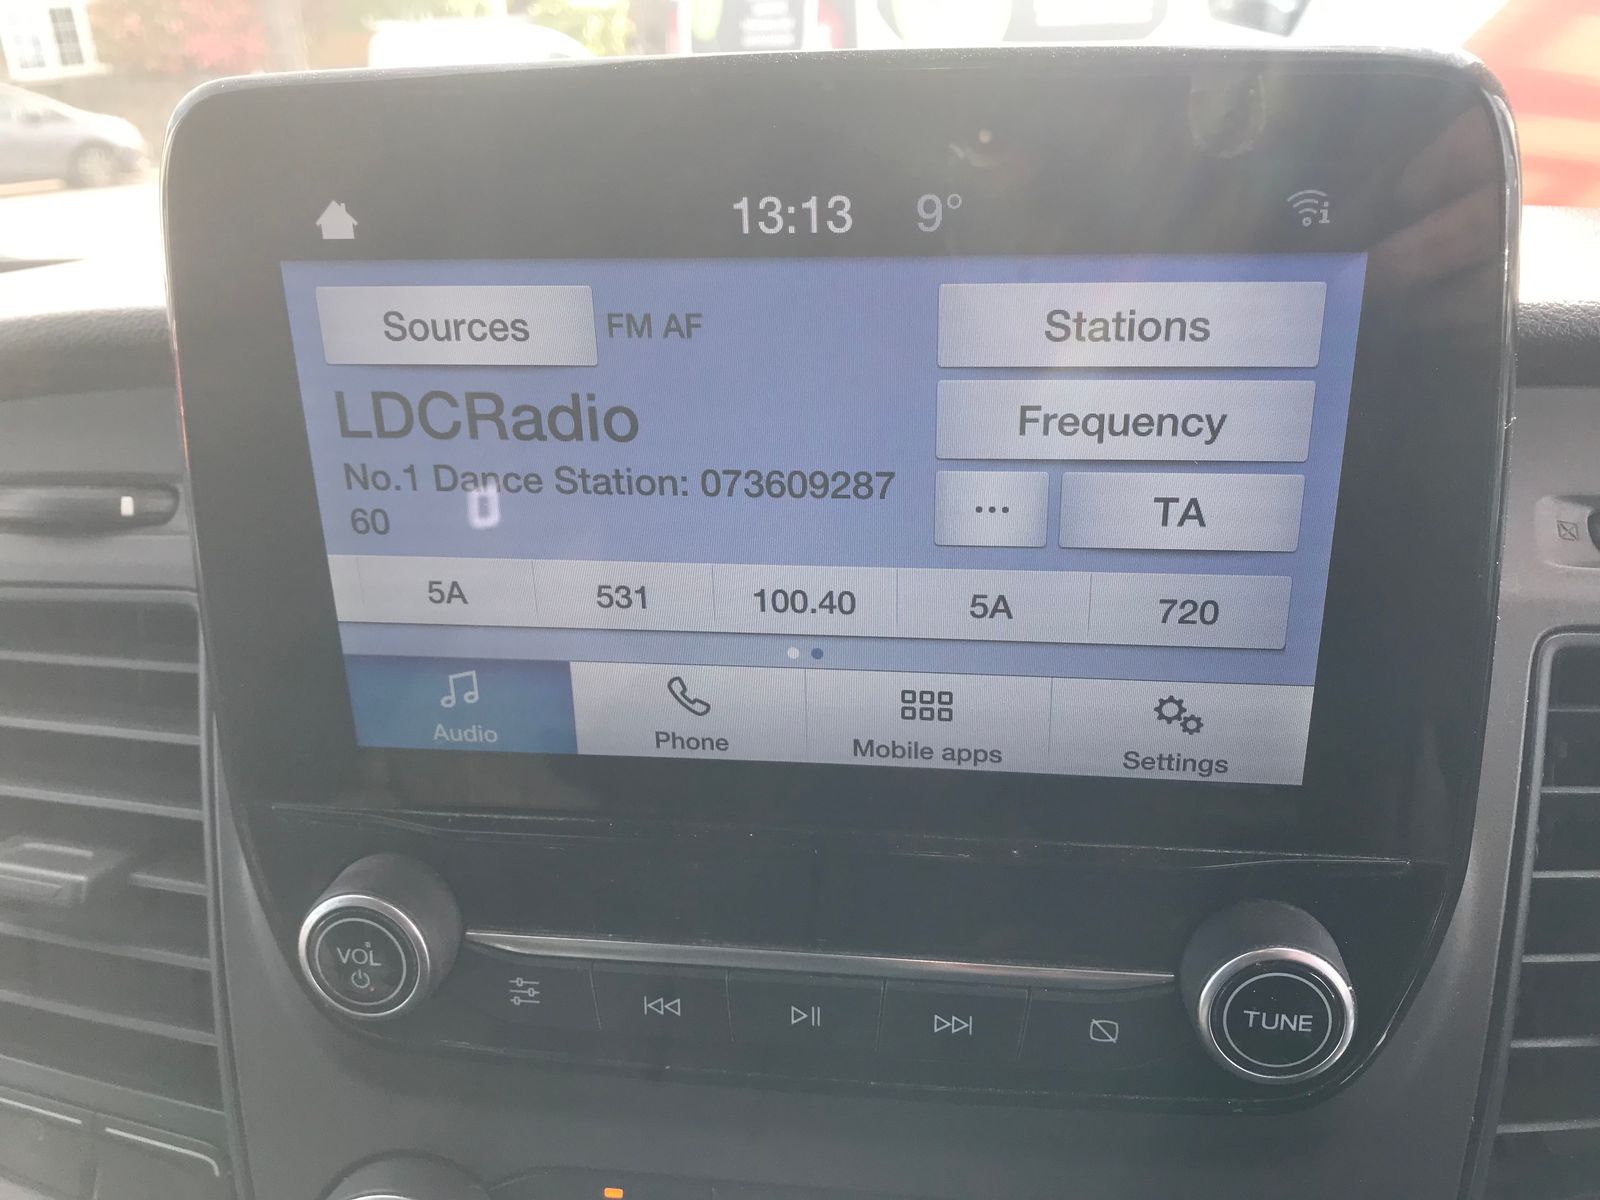 13:13 9°
Sources FM AF Stations
LDCRadio
Frequency
No.1 Dance Station: 073609287
60
... TA
5A 531 100.40 5A 720
Audio Phone Mobile apps Settings
VOL
TUNE